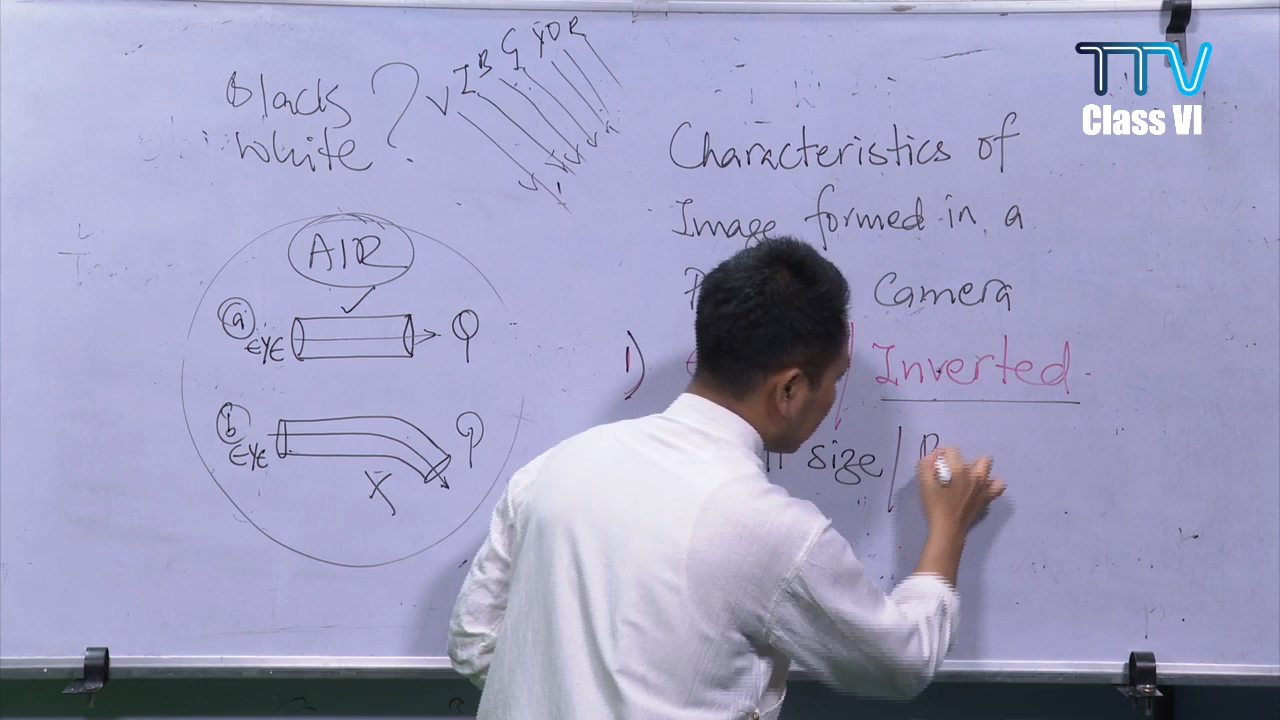 Black
White ?
V I B G Y O R
AIR
a
EYE
b
EYE
X
Characteristics of
Image formed in a
Camera
1) Inverted.
size /
TTV
Class VI